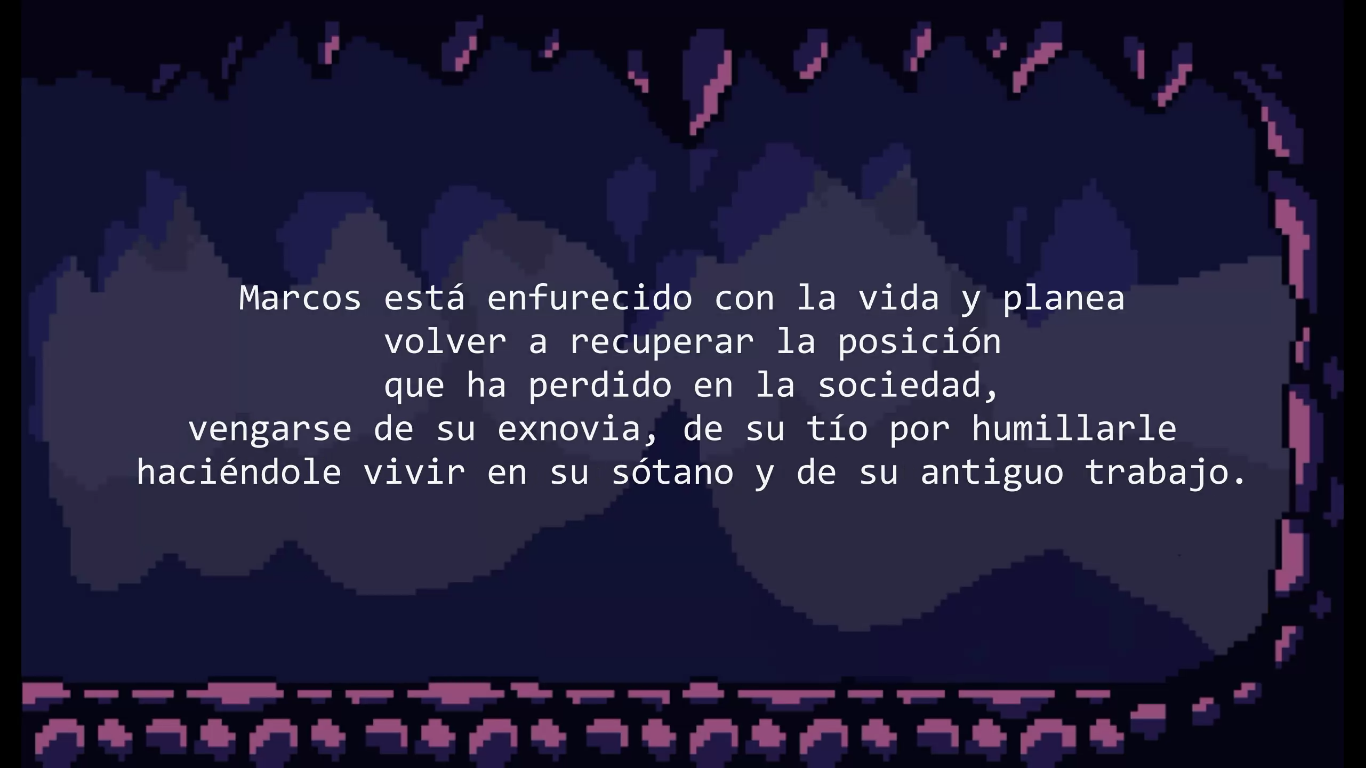 Marcos está enfurecido con la vida y planea
volver a recuperar la posición
que ha perdido en la sociedad,
vengarse de su exnovia, de su tío por humillarle
haciéndole vivir en su sótano y de su antiguo trabajo.